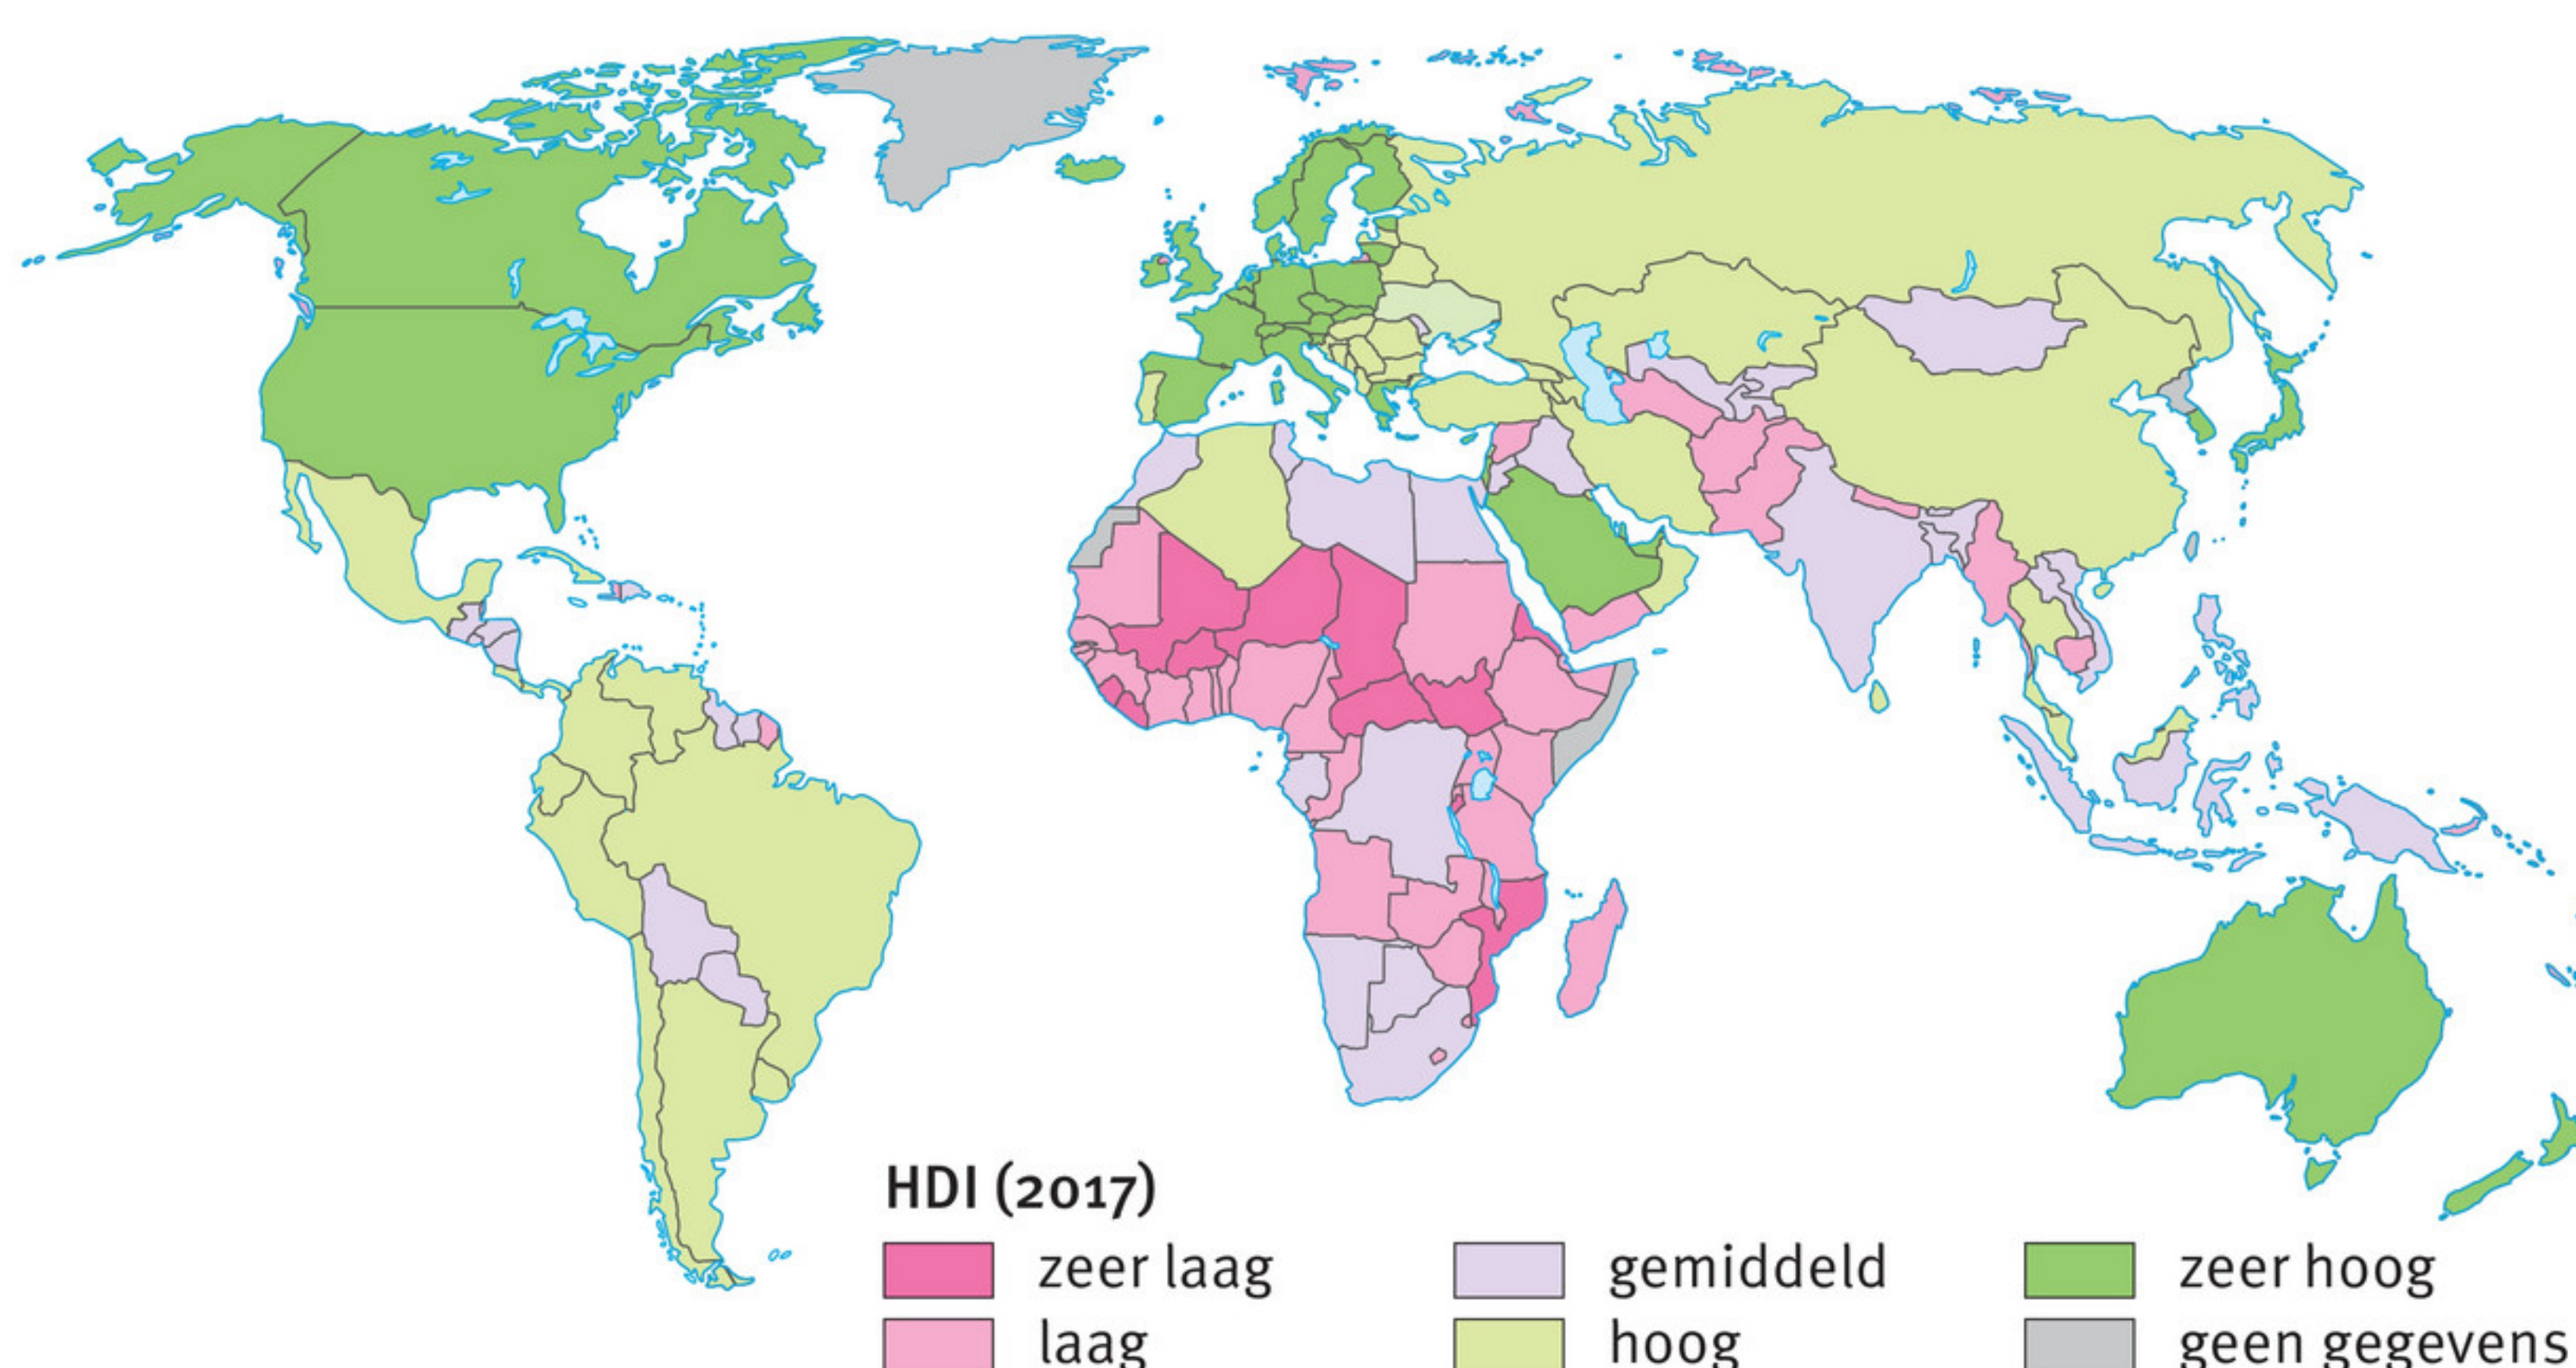 HDI (2017)
zeer laag
laag
gemiddeld
hoog
zeer hoog
geen gegevens